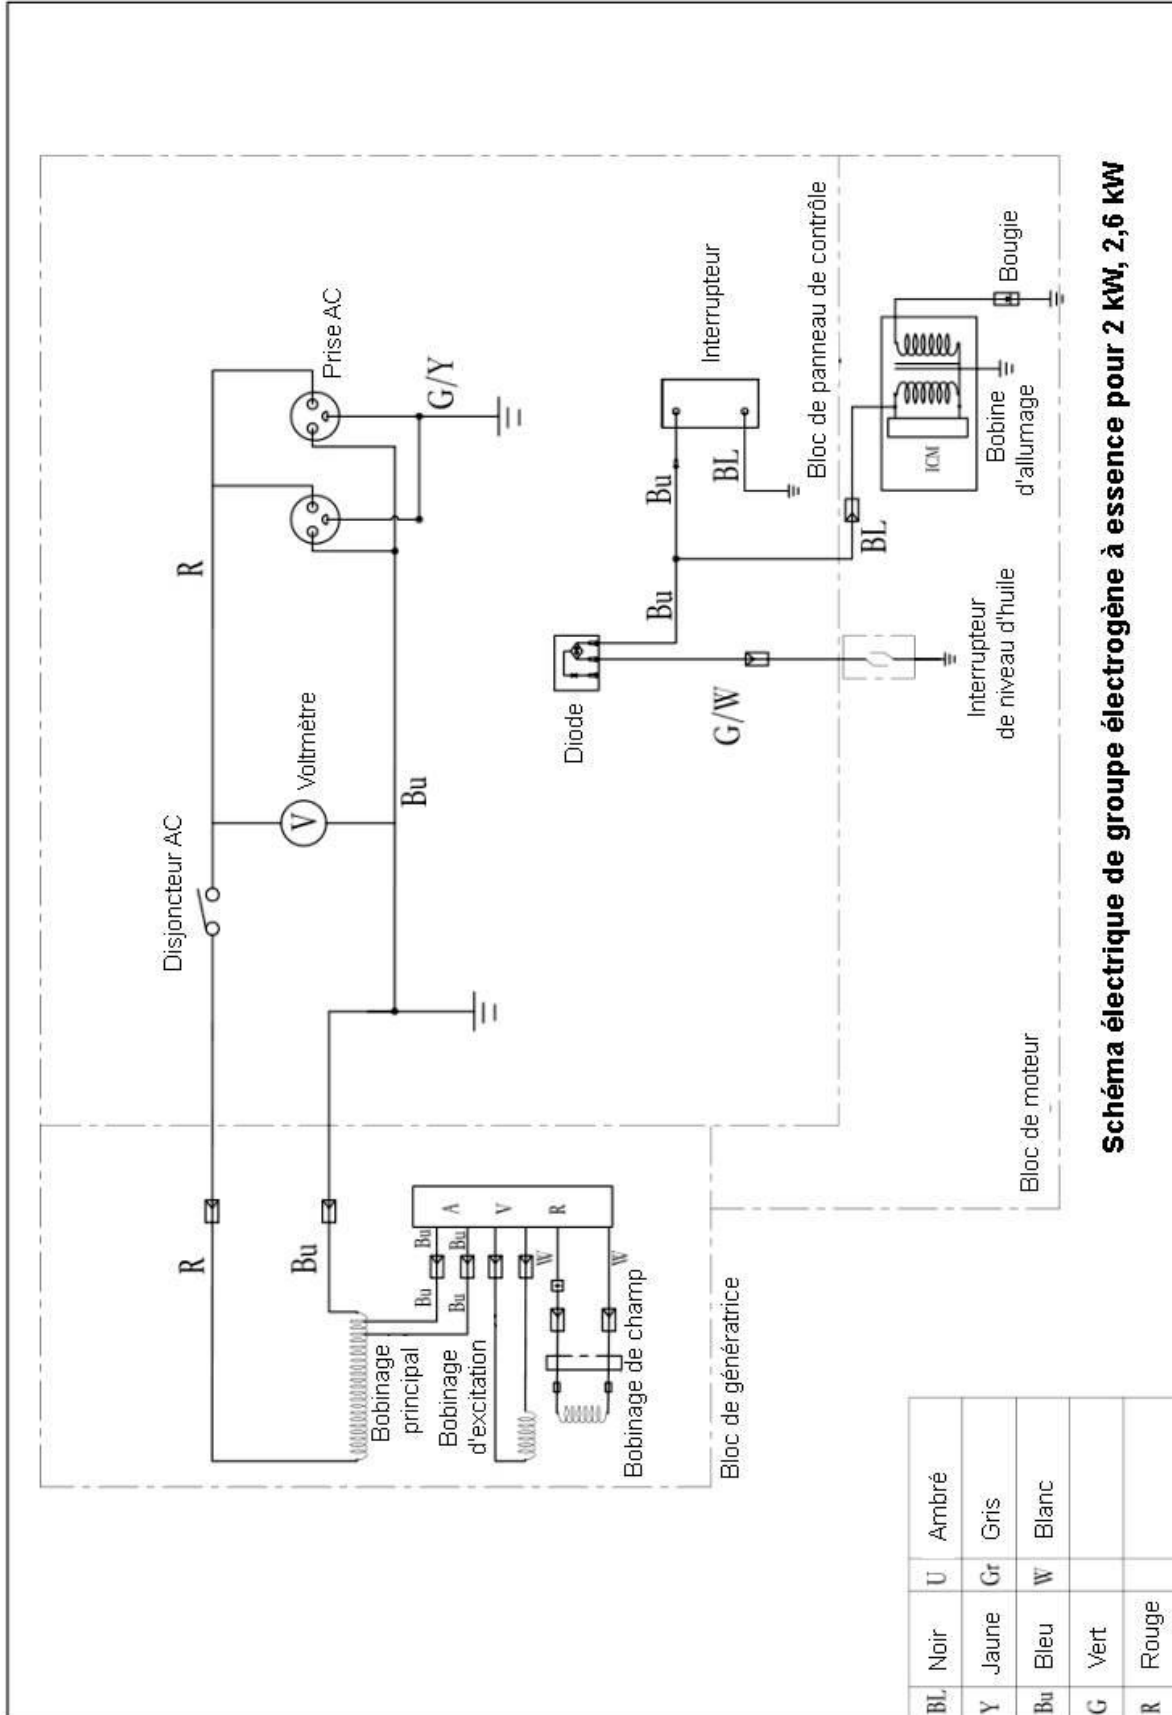 Disjoncteur AC
R
Prise AC
R
Voltmètre
V
G/Y
Bu
Bu
A
V
R
Bu
Bu
Bu
Bu
W
W
Bobinage
principal
Bobinage
d'excitation
Bobinage de champ
Bloc de génératrice
Diode
Bu
Bu
BL
Interrupteur
G/W
Bloc de panneau de contrôle
BL
ICM
Bobine
d'allumage
Bougie
Interrupteur
de niveau d'huile
Bloc de moteur
Schéma électrique de groupe électrogène à essence pour 2 kW, 2,6 kW
BL Noir U Ambré
Y Jaune Gr Gris
Bu Bleu W Blanc
G Vert
R Rouge